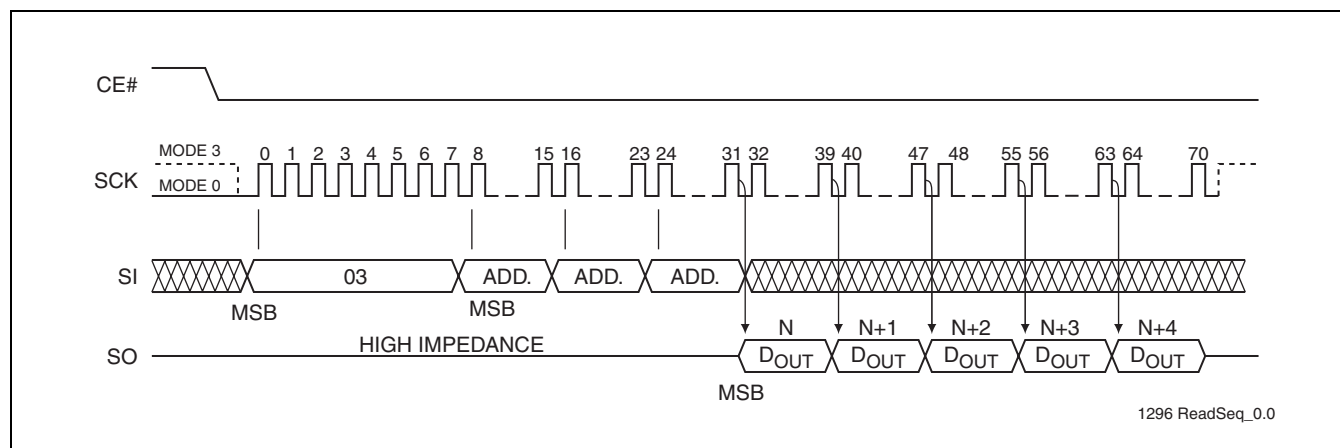 CE#
MODE 3 0 1 2 3 4 5 6 7 8 15 16 23 24 31 32 39 40 47 48 55 56 63 64 70
SCK MODE 0
SI 03 ADD. ADD. ADD.
MSB MSB
N N+1 N+2 N+3 N+4
SO HIGH IMPEDANCE DOUT DOUT DOUT DOUT DOUT
MSB
1296 ReadSeq_0.0